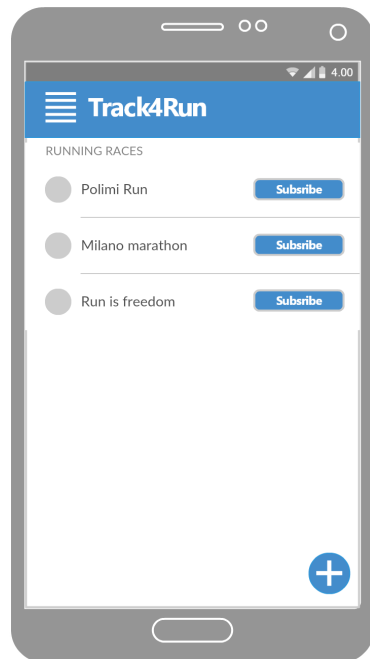 4.00
Track4Run
RUNNING RACES
Polimi Run Subsribe
Milano marathon Subsribe
Run is freedom Subsribe